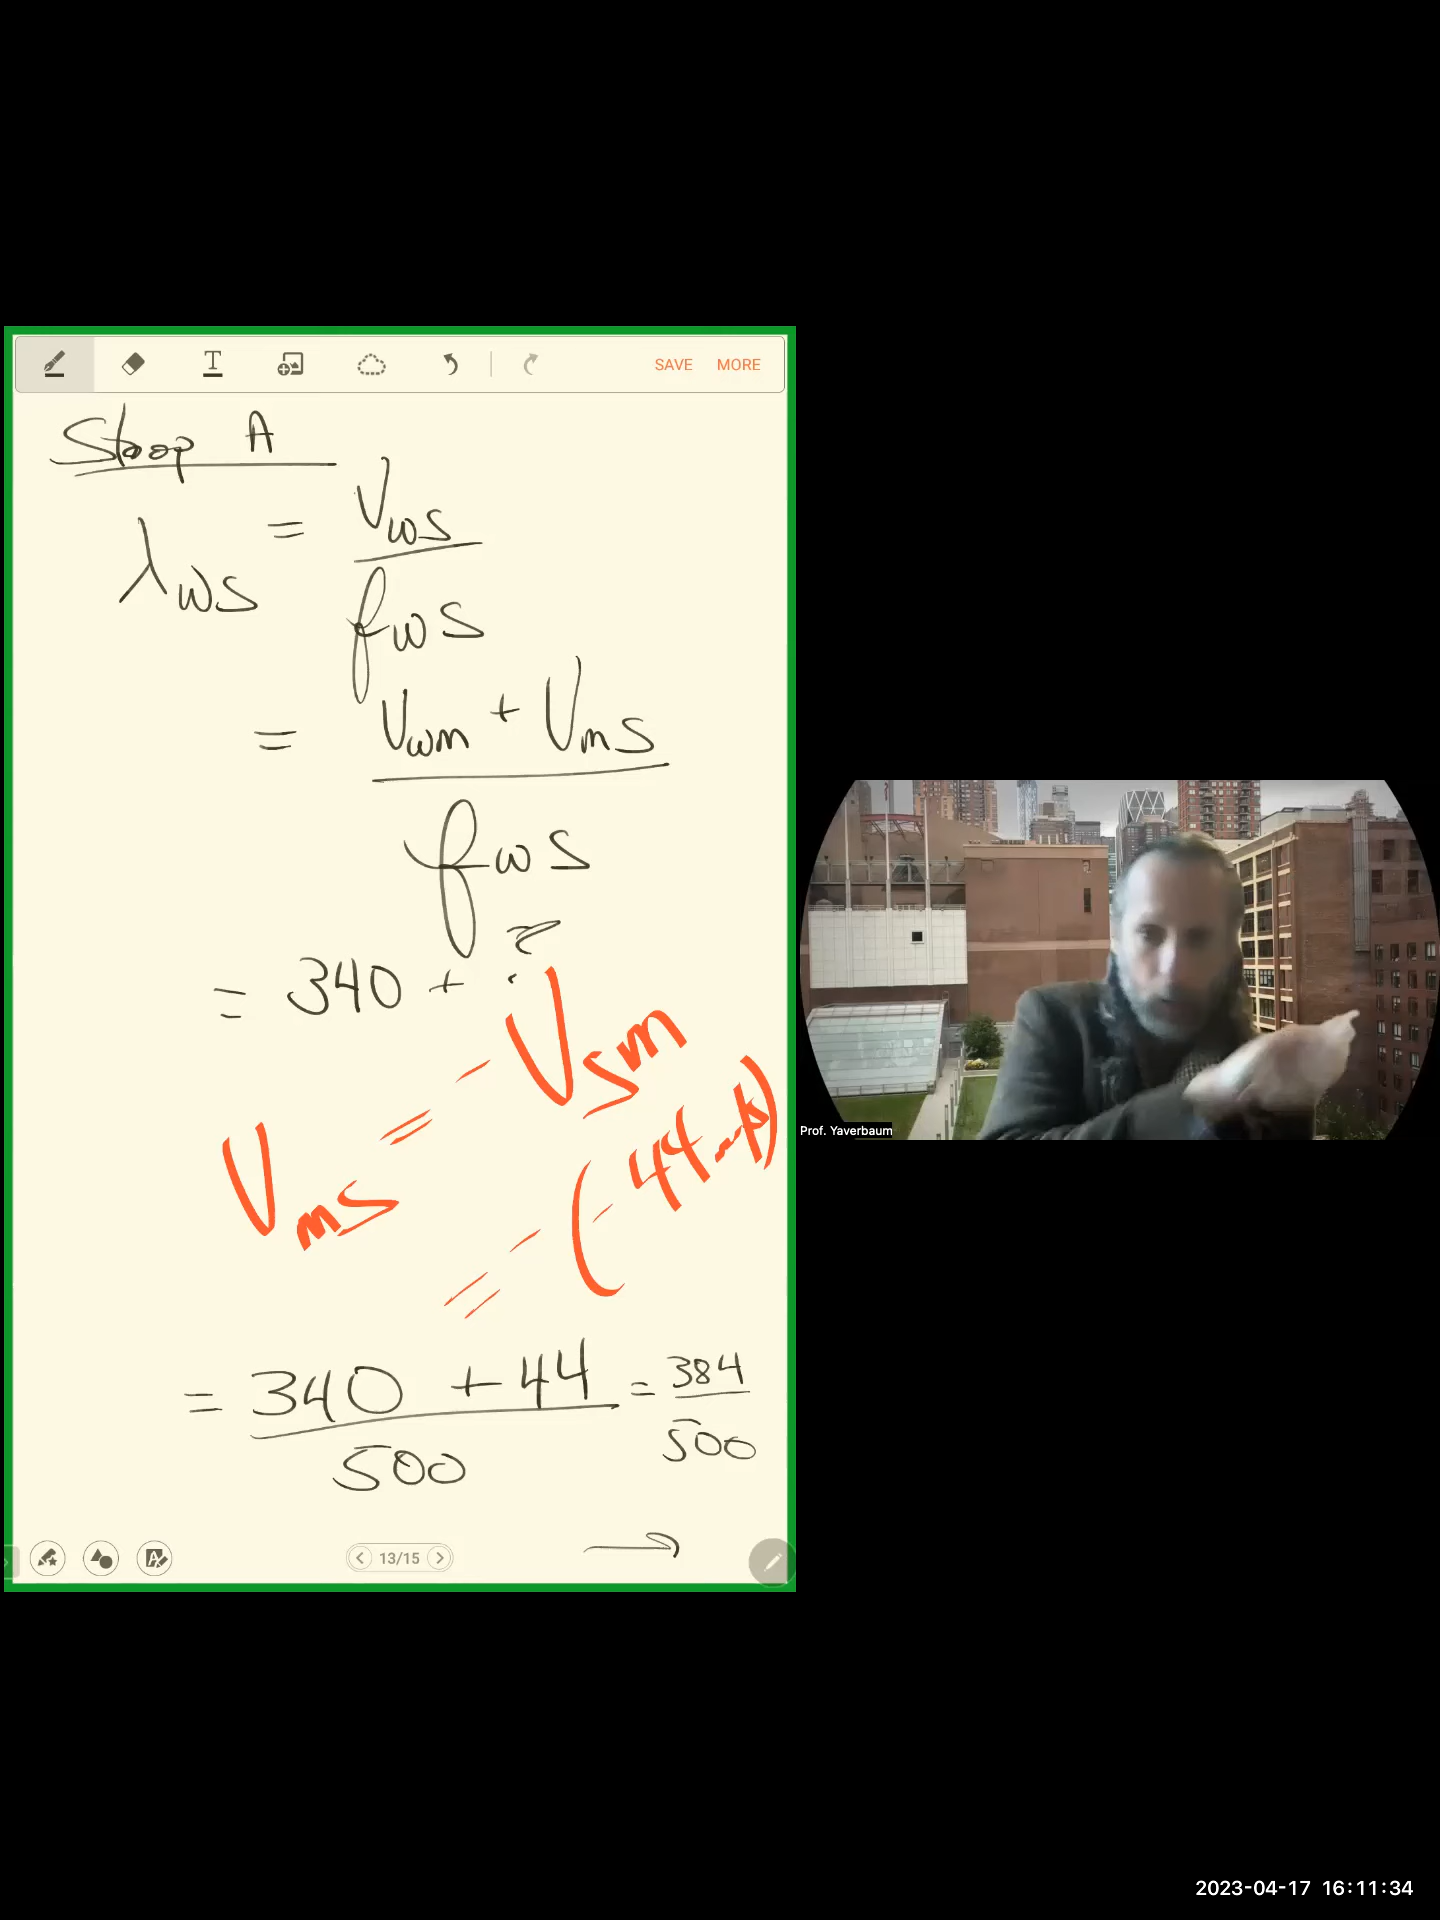 SAVE MORE
Stoop A
λws = Vws
fws
= Vwm + Vms
fws
= 340 + ?
Vms = - Vsm
= - (-44 m/s)
= 340 + 44 = 384
500 500
→
13/15
Prof. Yaverbaum
2023-04-17 16:11:34